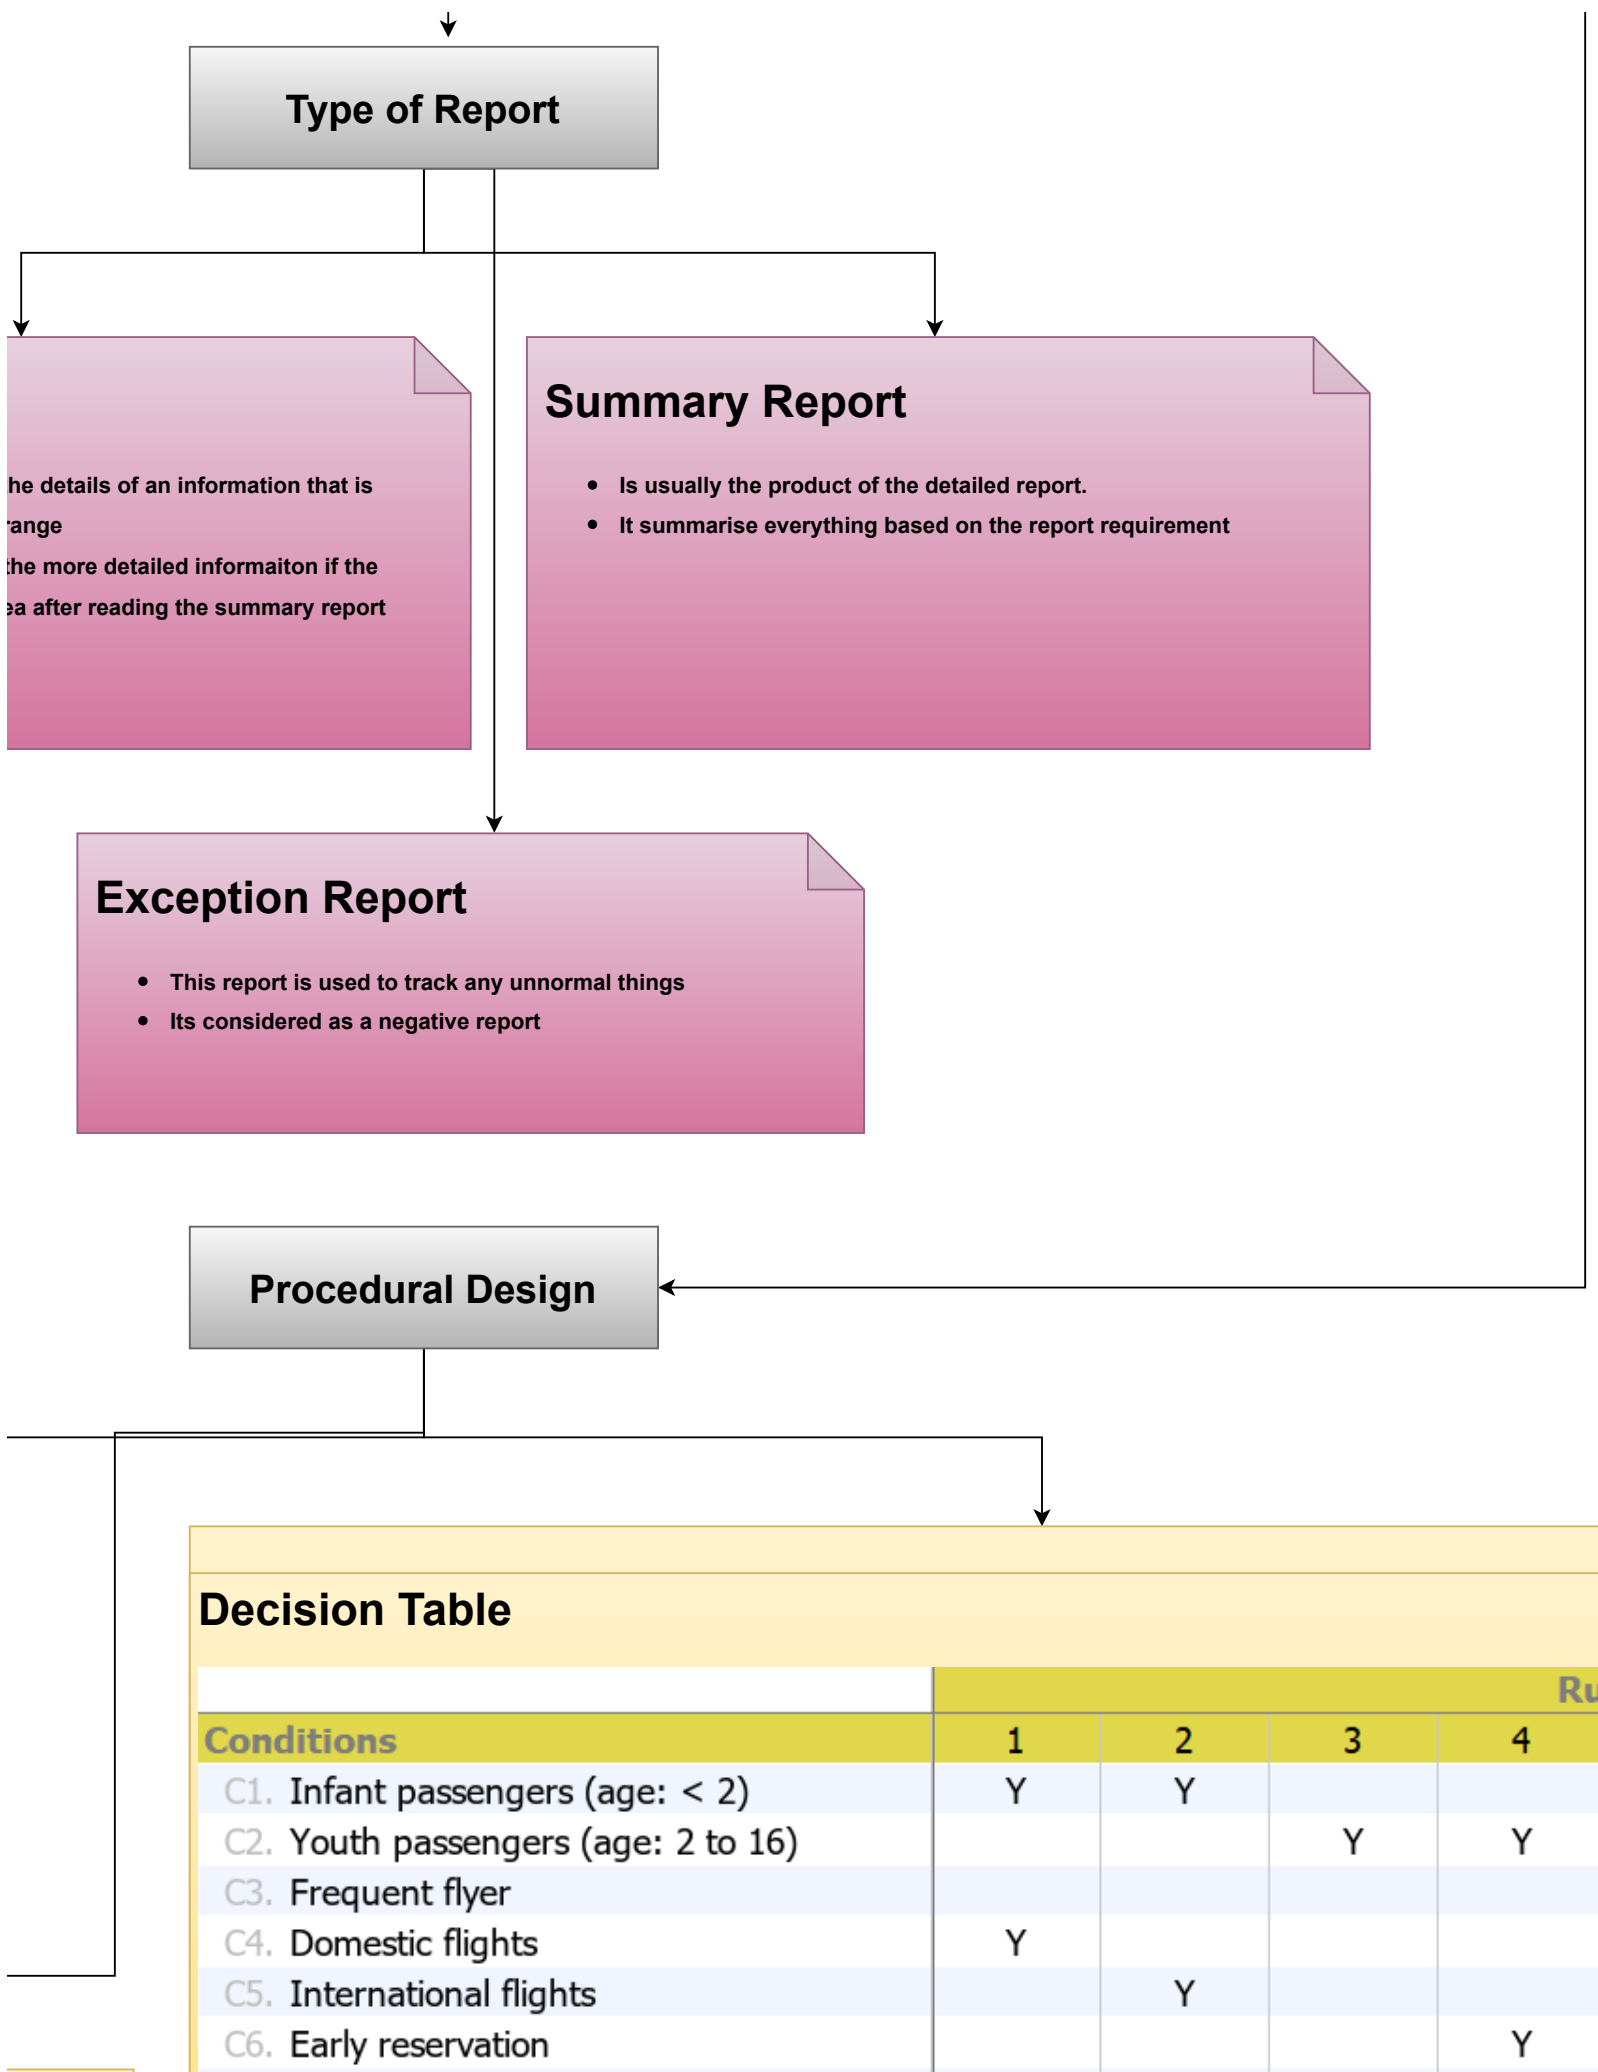 Type of Report
he details of an information that is
range
the more detailed informaiton if the
ea after reading the summary report
Summary Report
Is usually the product of the detailed report.
It summarise everything based on the report requirement
Exception Report
This report is used to track any unnormal things
Its considered as a negative report
Procedural Design
Decision Table
Ru
Conditions 1 2 3 4
C1. Infant passengers (age: < 2) Y Y
C2. Youth passengers (age: 2 to 16) Y Y
C3. Frequent flyer
C4. Domestic flights Y
C5. International flights Y
C6. Early reservation Y